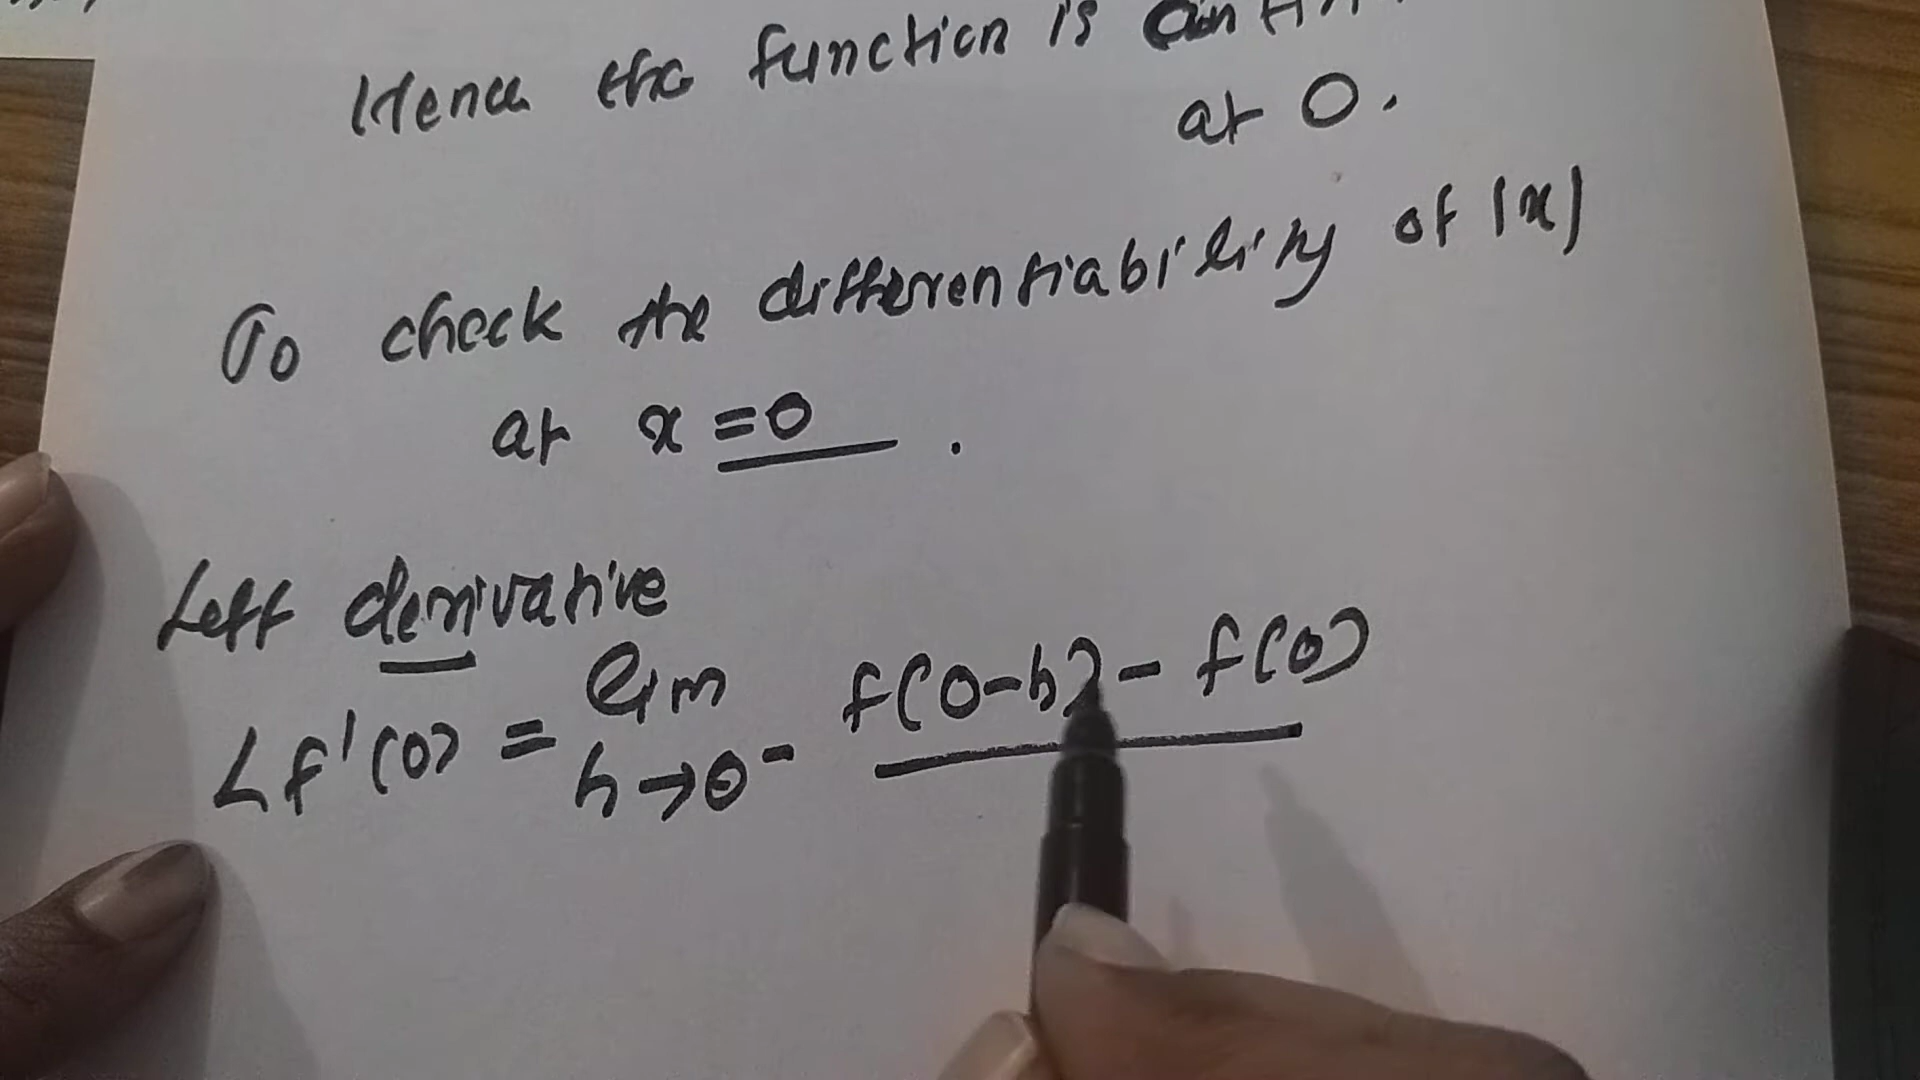 Hence the function is
at 0.
To check the differentiability of |x|
at x = 0 .
Left derivative
Lf'(0) = lim h→0⁻ f(0-h) - f(0)